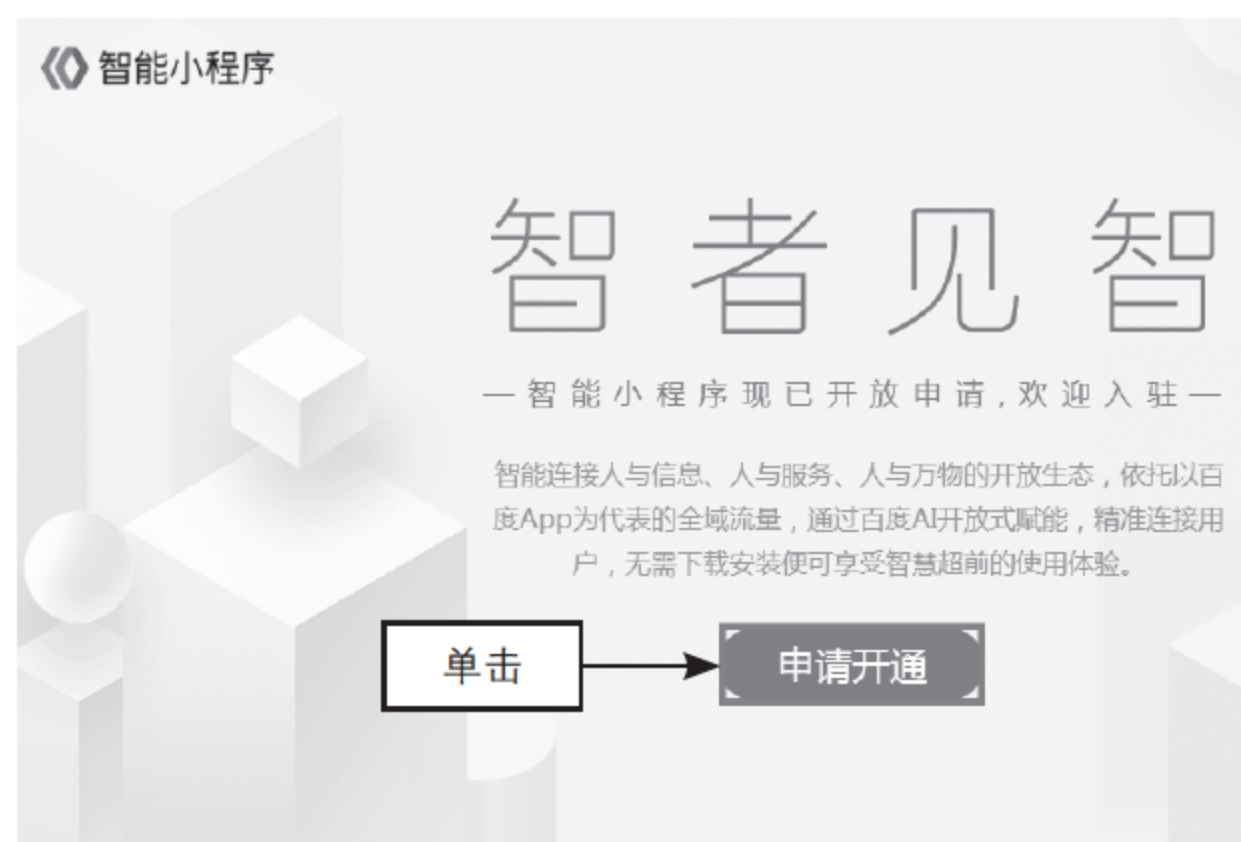 智能小程序
智者见智
—智能小程序现已开放申请,欢迎入驻—
智能连接人与信息、人与服务、人与万物的开放生态，依托以百
度App为代表的全域流量，通过百度AI开放式赋能，精准连接用
户，无需下载安装便可享受智慧超前的使用体验。
单击
申请开通